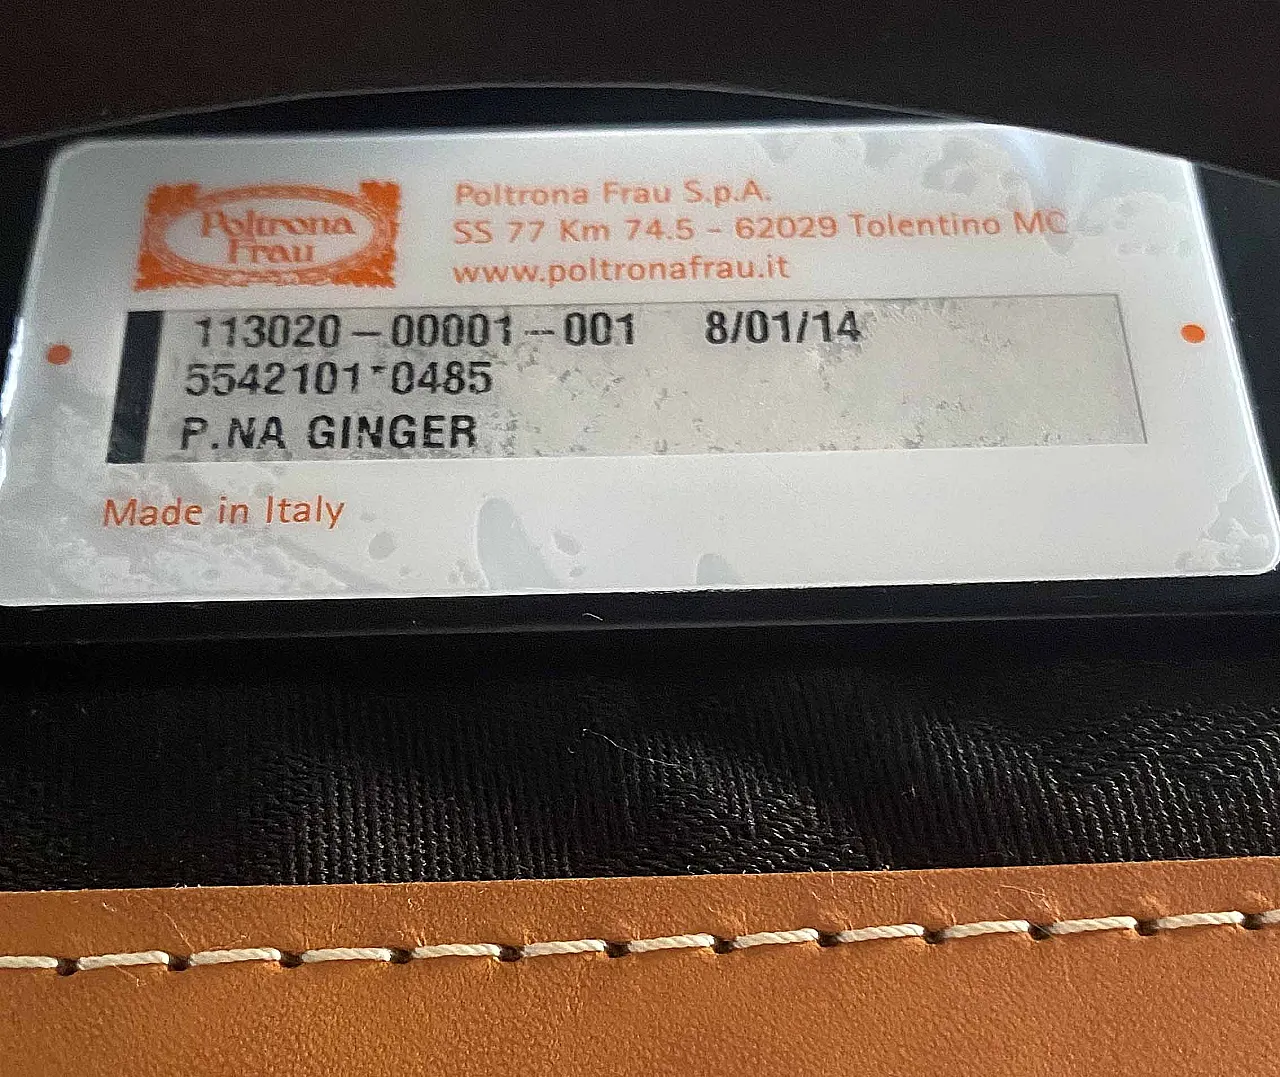 Poltrona
Frau
Poltrona Frau S.p.A.
SS 77 Km 74.5 - 62029 Tolentino MC
www.poltronafrau.it
113020-00001-001 8/01/14
5542101*0485
P.NA GINGER
Made in Italy